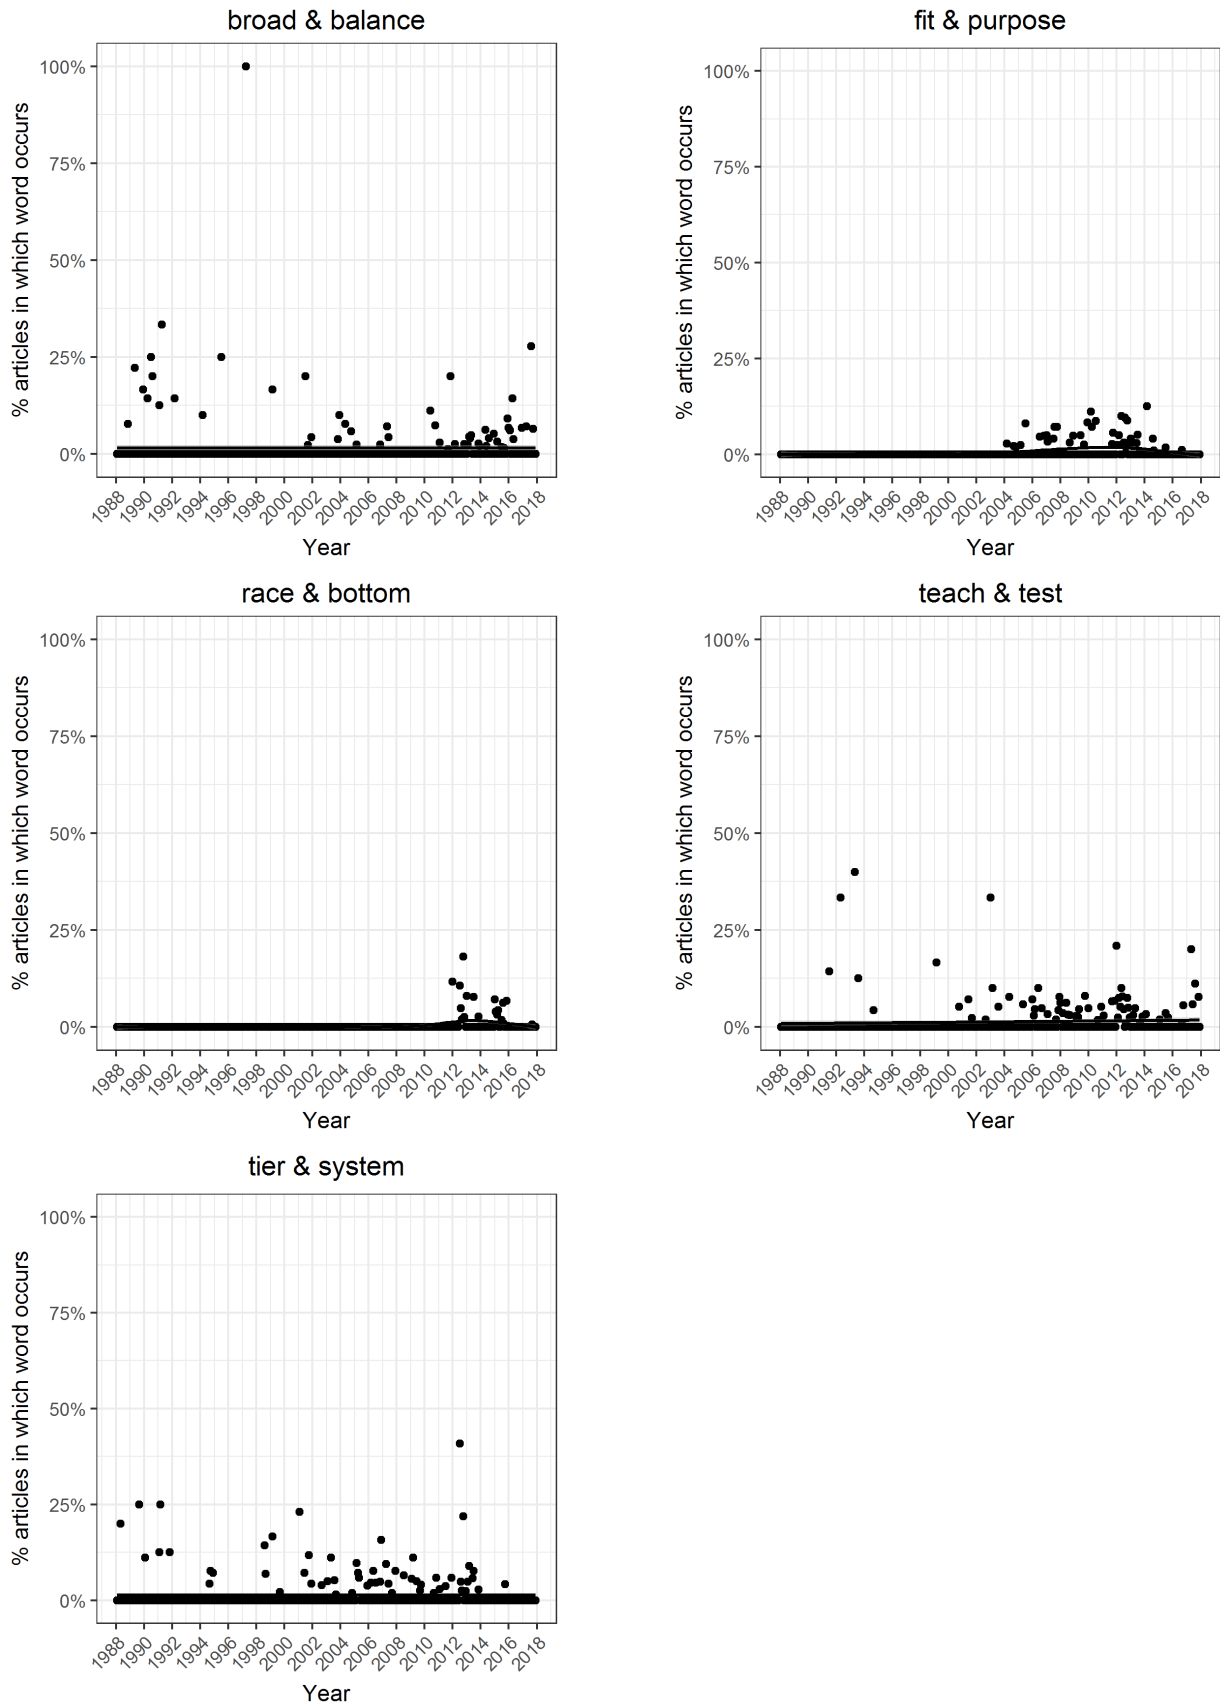 broad & balance
% articles in which word occurs
100%
75%
50%
25%
0%
1988 1990 1992 1994 1996 1998 2000 2002 2004 2006 2008 2010 2012 2014 2016 2018
Year
fit & purpose
% articles in which word occurs
100%
75%
50%
25%
0%
1988 1990 1992 1994 1996 1998 2000 2002 2004 2006 2008 2010 2012 2014 2016 2018
Year
race & bottom
% articles in which word occurs
100%
75%
50%
25%
0%
1988 1990 1992 1994 1996 1998 2000 2002 2004 2006 2008 2010 2012 2014 2016 2018
Year
teach & test
% articles in which word occurs
100%
75%
50%
25%
0%
1988 1990 1992 1994 1996 1998 2000 2002 2004 2006 2008 2010 2012 2014 2016 2018
Year
tier & system
% articles in which word occurs
100%
75%
50%
25%
0%
1988 1990 1992 1994 1996 1998 2000 2002 2004 2006 2008 2010 2012 2014 2016 2018
Year